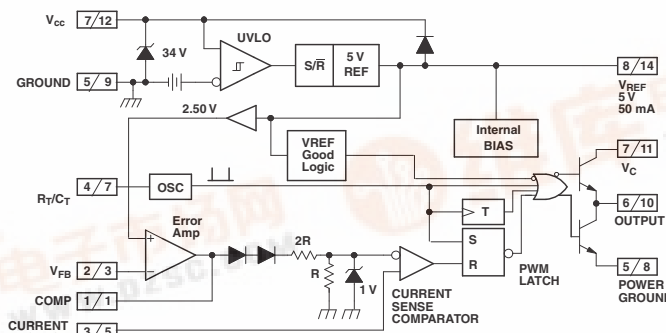 Vcc 7/12
UVLO
34 V
S/R̅
5 V
REF
GROUND 5/9
8/14
VREF
5 V
50 mA
2.50 V
Internal
BIAS
VREF
Good
Logic
7/11
VC
RT/CT 4/7
OSC
T
6/10
OUTPUT
Error
Amp
+
−
2R
S
R
R
VFB 2/3
1 V
PWM
LATCH
5/8
POWER
GROUND
COMP 1/1
CURRENT
SENSE
COMPARATOR
CURRENT 3/5